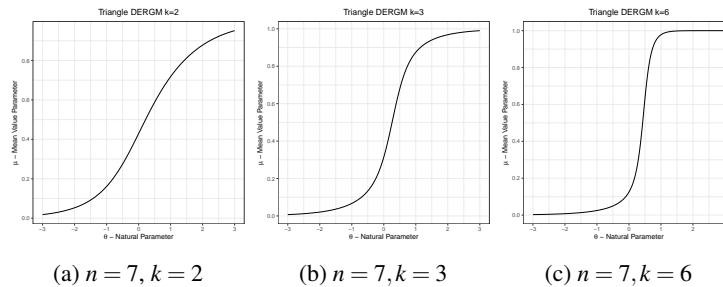 Triangle DERGM k=2
μ − Mean Value Parameter
0.8
0.6
0.4
0.2
0.0
−3 −2 −1 0 1 2 3
θ − Natural Parameter
(a) n = 7, k = 2
Triangle DERGM k=3
μ − Mean Value Parameter
1.0
0.8
0.6
0.4
0.2
0.0
−3 −2 −1 0 1 2 3
θ − Natural Parameter
(b) n = 7, k = 3
Triangle DERGM k=6
μ − Mean Value Parameter
1.0
0.8
0.6
0.4
0.2
0.0
−3 −2 −1 0 1 2
θ − Natural Parameter
(c) n = 7, k = 6